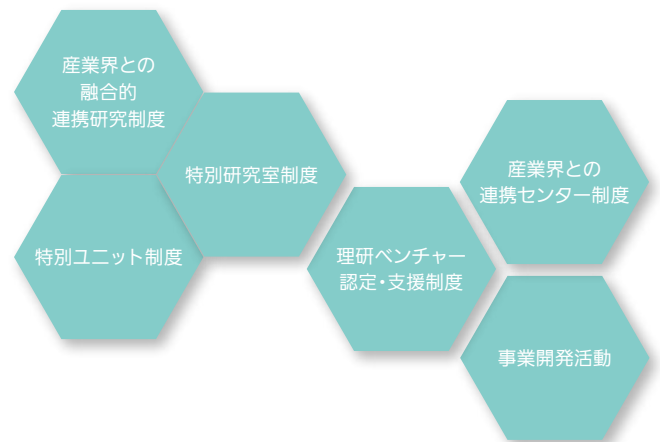 産業界との
融合的
連携研究制度
特別研究室制度
特別ユニット制度
理研ベンチャー
認定・支援制度
産業界との
連携センター制度
事業開発活動